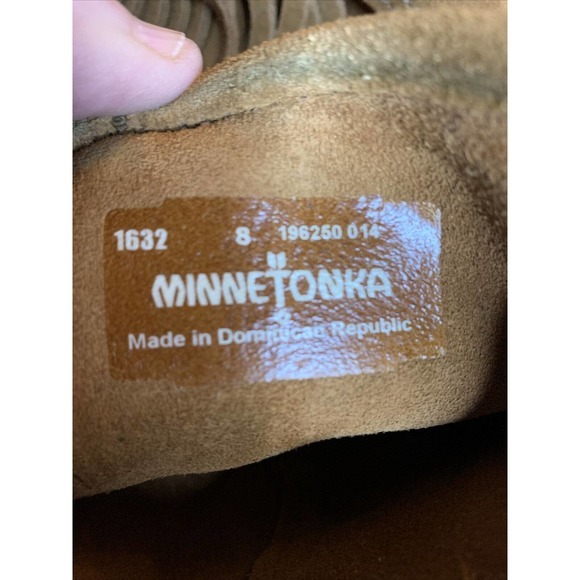 1632 8 196250 014
MINNETONKA
Made in Dominican Republic